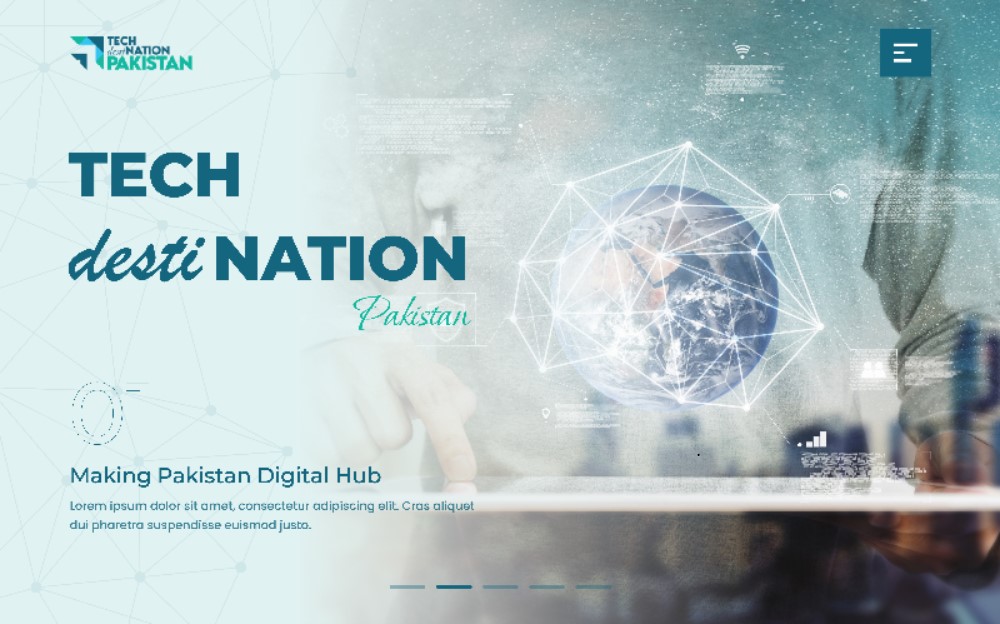 TECH
destiNATION
PAKISTAN
TECH
desti NATION
Pakistan
Making Pakistan Digital Hub
Lorem ipsum dolor sit amet, consectetur adipiscing elit. Cras aliquet
dui pharetra suspendisse euismod justo.